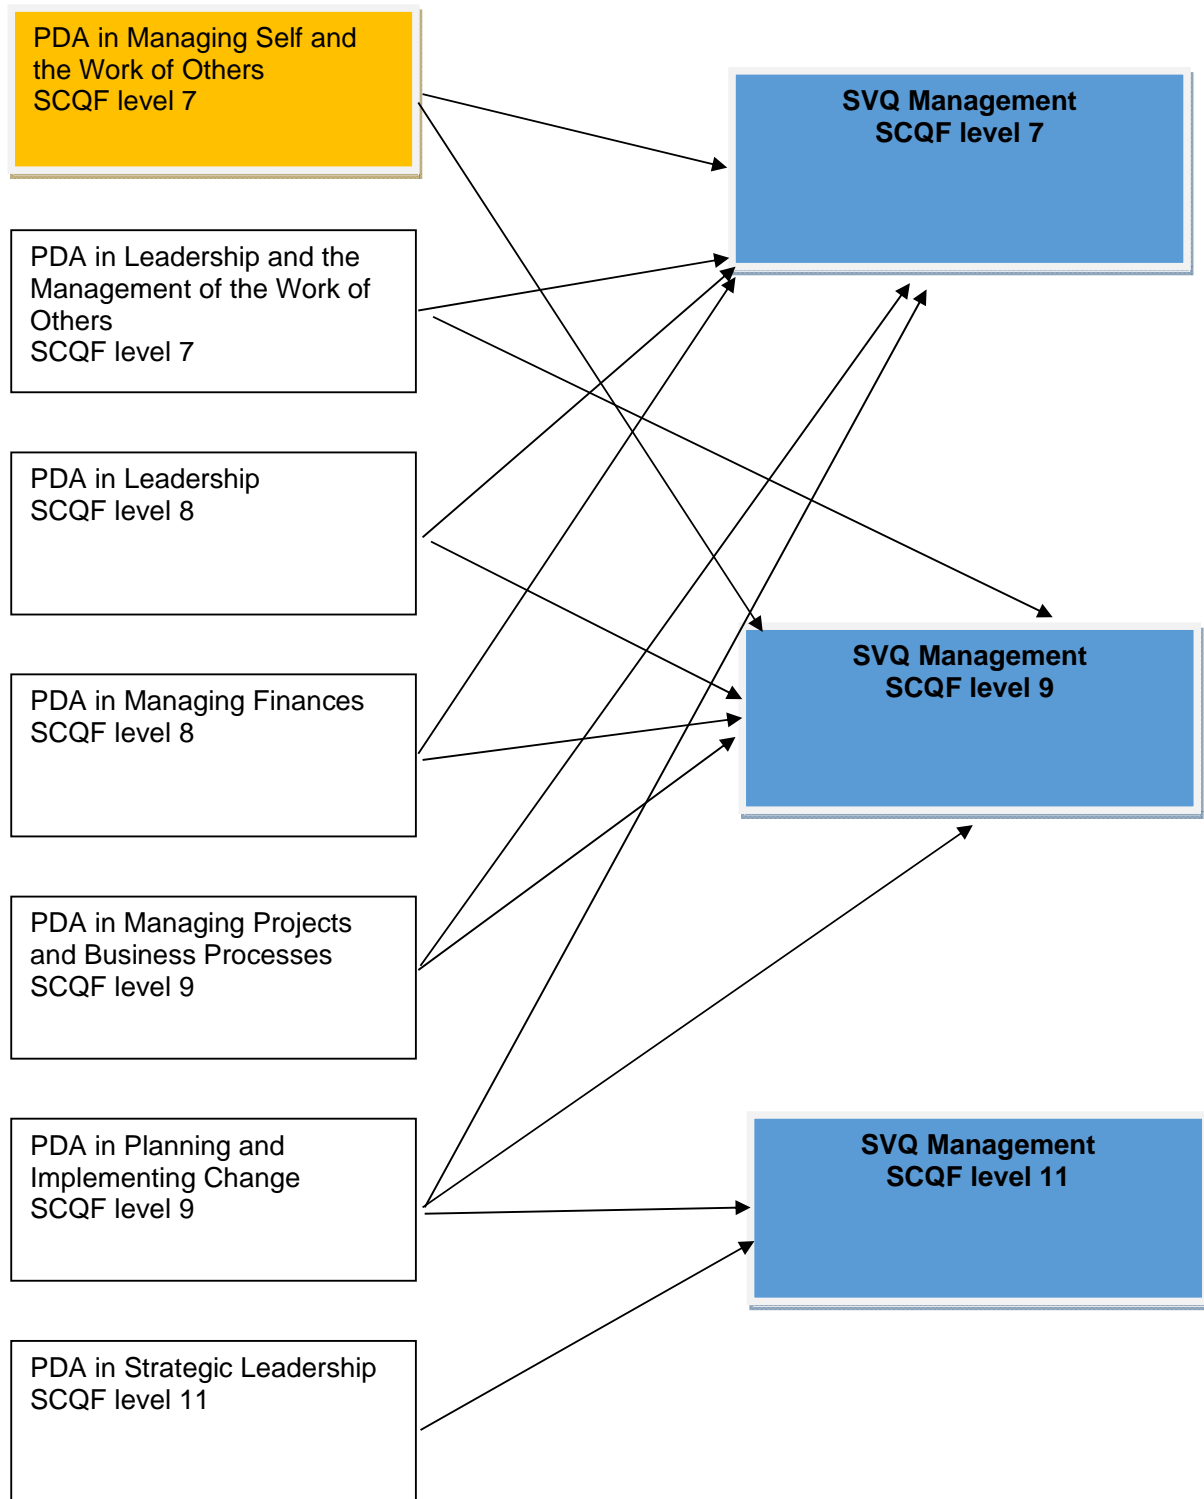 PDA in Managing Self and
the Work of Others
SCQF level 7
SVQ Management
SCQF level 7
PDA in Leadership and the
Management of the Work of
Others
SCQF level 7
PDA in Leadership
SCQF level 8
PDA in Managing Finances
SCQF level 8
SVQ Management
SCQF level 9
PDA in Managing Projects
and Business Processes
SCQF level 9
PDA in Planning and
Implementing Change
SCQF level 9
SVQ Management
SCQF level 11
PDA in Strategic Leadership
SCQF level 11